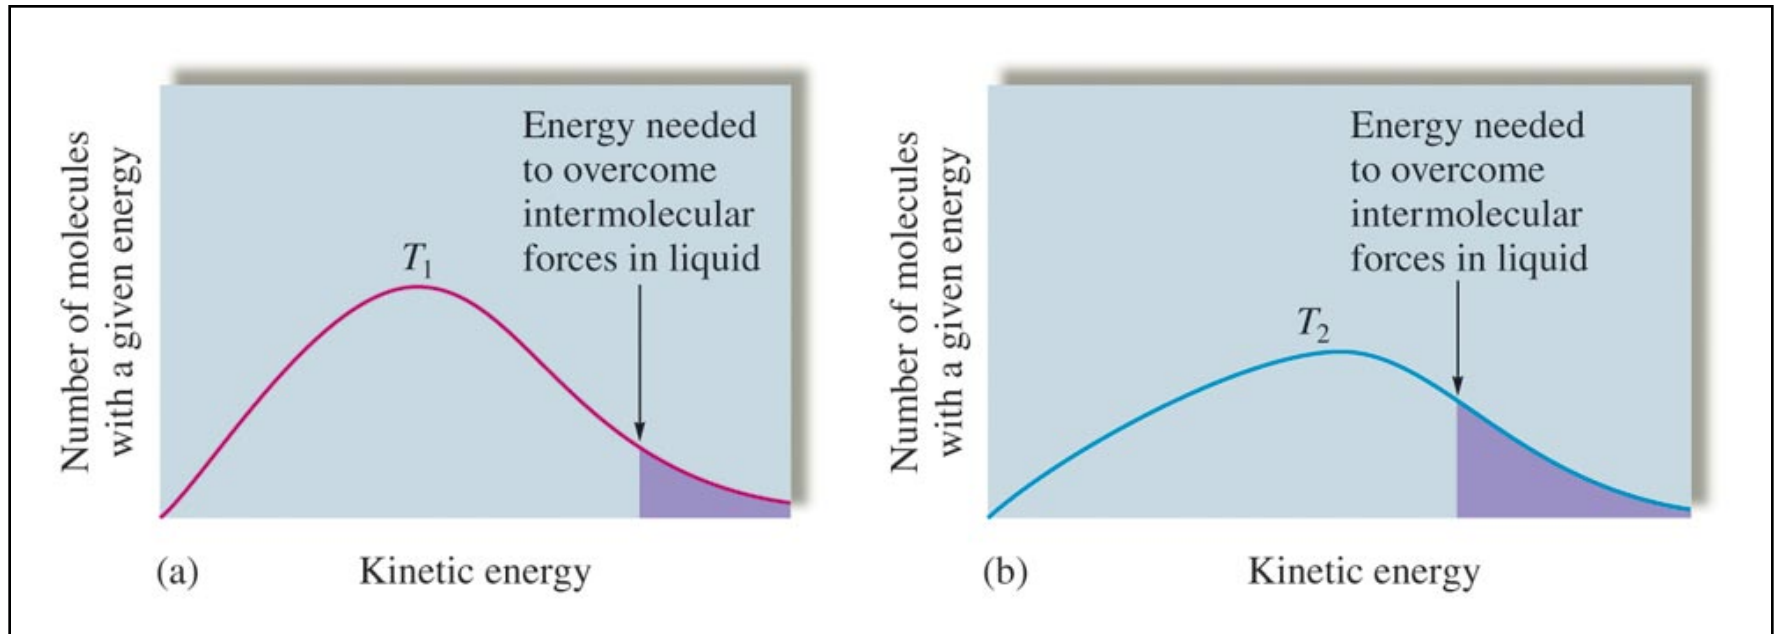 Number of molecules
with a given energy
T₁
Energy needed
to overcome
intermolecular
forces in liquid
(a)
Kinetic energy
Number of molecules
with a given energy
T₂
Energy needed
to overcome
intermolecular
forces in liquid
(b)
Kinetic energy